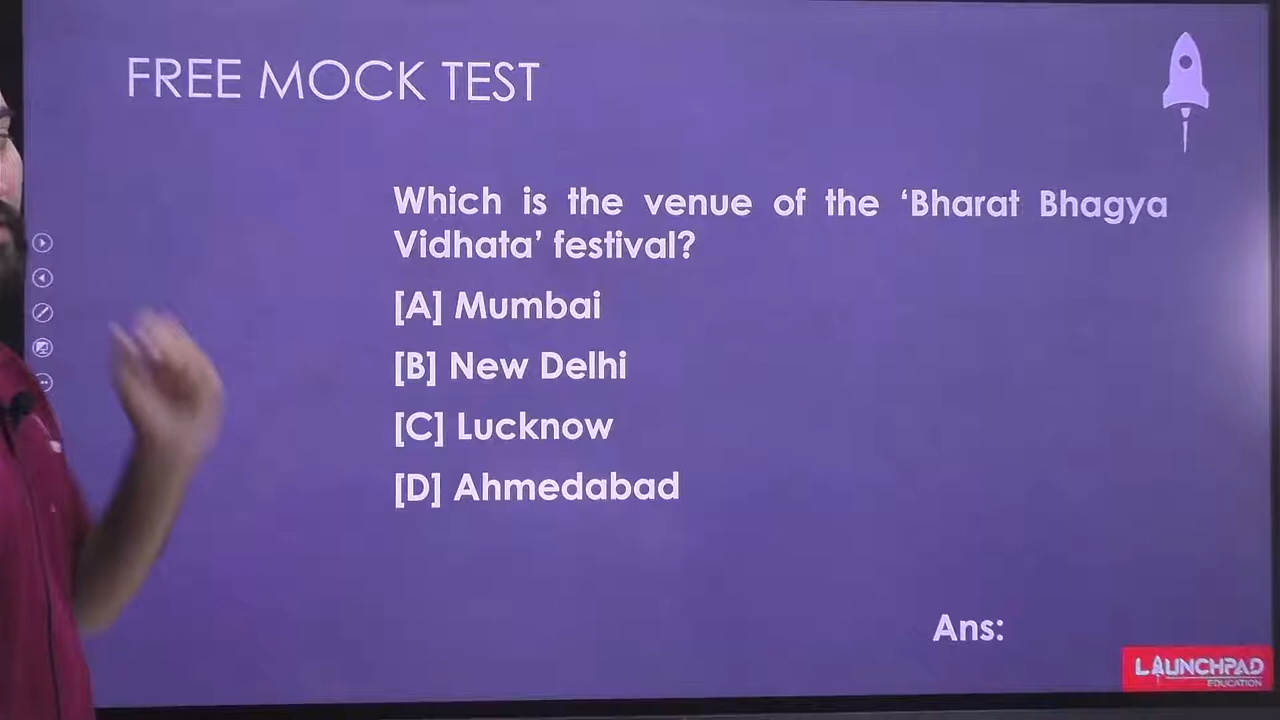 FREE MOCK TEST
Which is the venue of the ‘Bharat Bhagya
Vidhata’ festival?
[A] Mumbai
[B] New Delhi
[C] Lucknow
[D] Ahmedabad
Ans:
LAUNCHPAD
EDUCATION